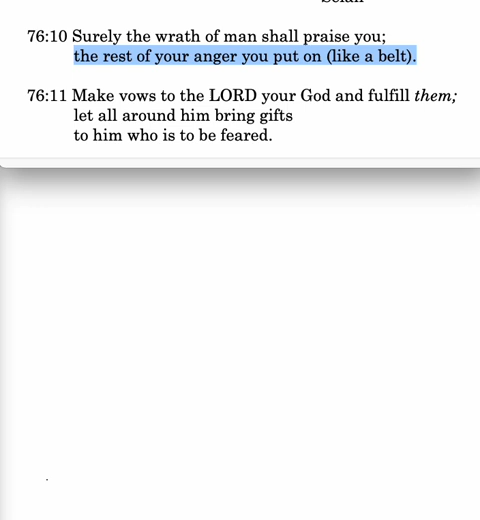 76:10 Surely the wrath of man shall praise you;
the rest of your anger you put on (like a belt).
76:11 Make vows to the LORD your God and fulfill them;
let all around him bring gifts
to him who is to be feared.